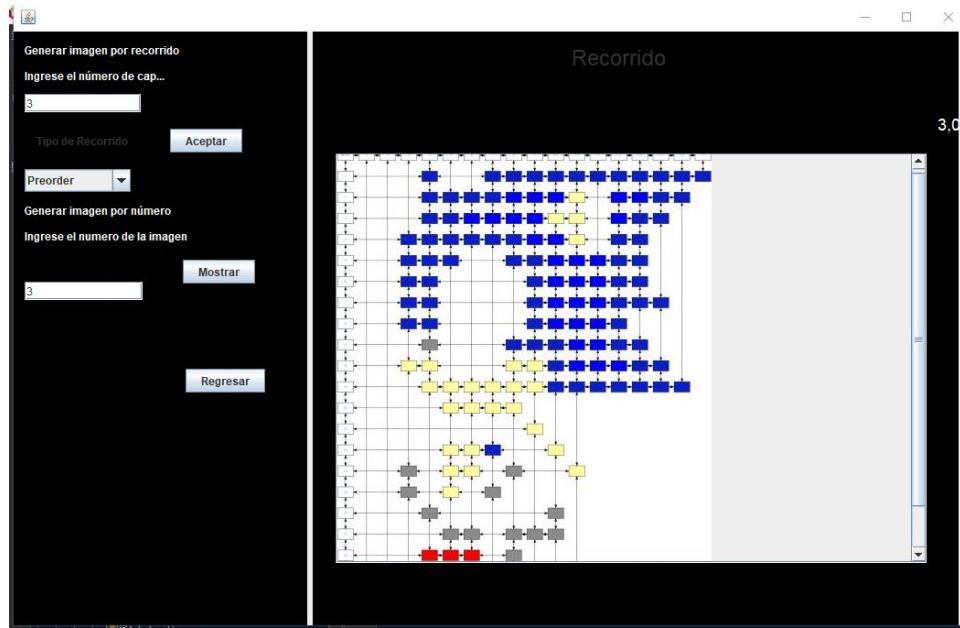 Generar imagen por recorrido
Ingrese el número de cap...
3
Tipo de Recorrido
Aceptar
Preorder
Generar imagen por número
Ingrese el numero de la imagen
Mostrar
3
Regresar
Recorrido
3,0